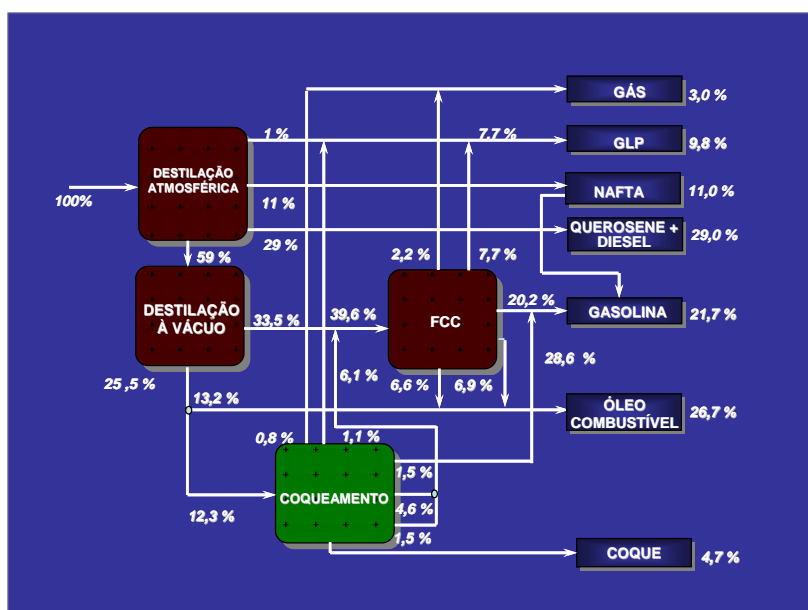 GÁS
3,0 %
1 %
7,7 %
GLP
9,8 %
DESTILAÇÃO
ATMOSFÉRICA
100%
11 %
NAFTA
11,0 %
QUEROSENE +
DIESEL
29,0 %
29 %
59 %
2,2 %
7,7 %
DESTILAÇÃO
À VÁCUO
33,5 %
39,6 %
FCC
20,2 %
GASOLINA
21,7 %
28,6 %
25 ,5 %
6,1 %
6,6 %
6,9 %
13,2 %
ÓLEO
COMBUSTÍVEL
26,7 %
0,8 %
1,1 %
1,5 %
COQUEAMENTO
4,6 %
12,3 %
1,5 %
COQUE
4,7 %